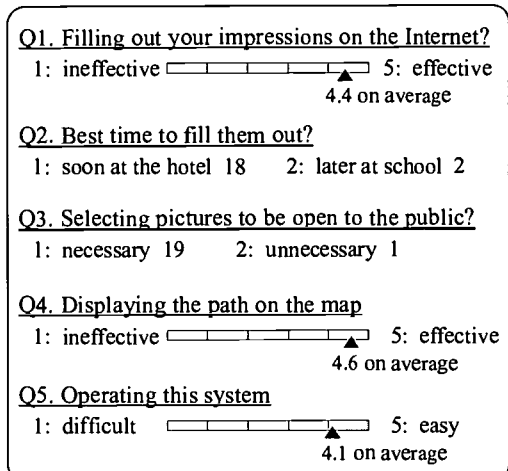 Q1. Filling out your impressions on the Internet?
1: ineffective 5: effective
4.4 on average
Q2. Best time to fill them out?
1: soon at the hotel 18 2: later at school 2
Q3. Selecting pictures to be open to the public?
1: necessary 19 2: unnecessary 1
Q4. Displaying the path on the map
1: ineffective 5: effective
4.6 on average
Q5. Operating this system
1: difficult 5: easy
4.1 on average